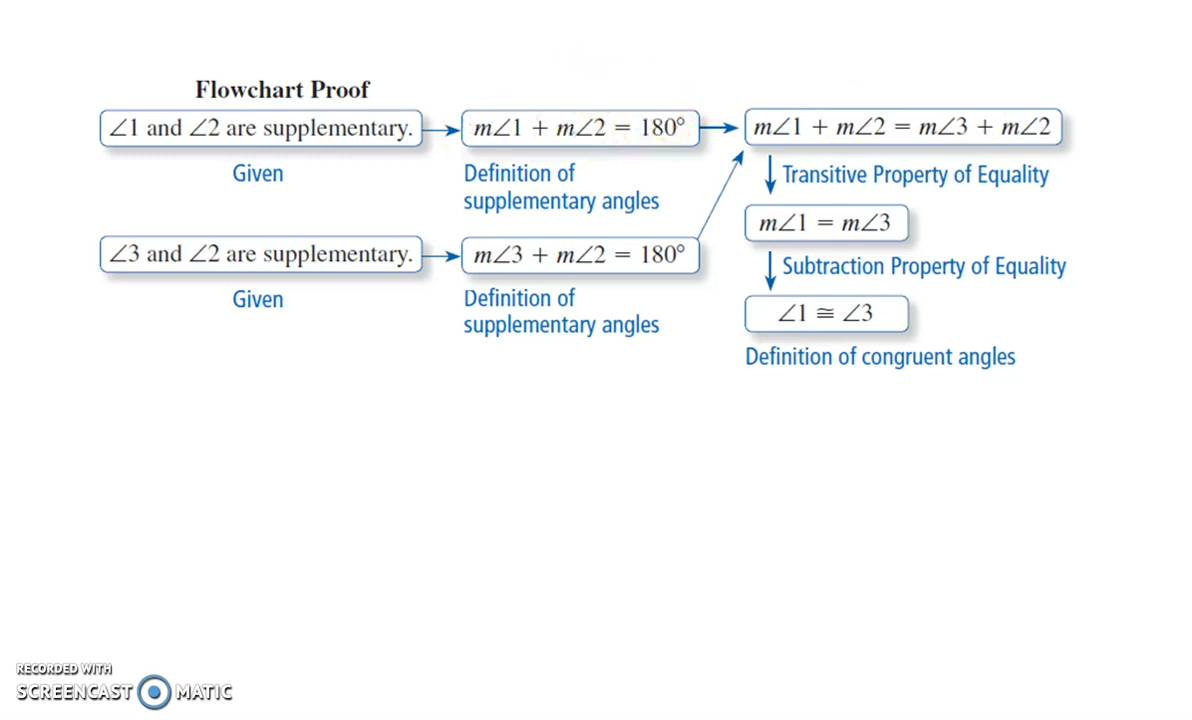 Flowchart Proof
∠1 and ∠2 are supplementary.
Given
m∠1 + m∠2 = 180°
Definition of
supplementary angles
m∠1 + m∠2 = m∠3 + m∠2
Transitive Property of Equality
∠3 and ∠2 are supplementary.
Given
m∠3 + m∠2 = 180°
Definition of
supplementary angles
m∠1 = m∠3
Subtraction Property of Equality
∠1 ≅ ∠3
Definition of congruent angles
RECORDED WITH
SCREENCAST MATIC